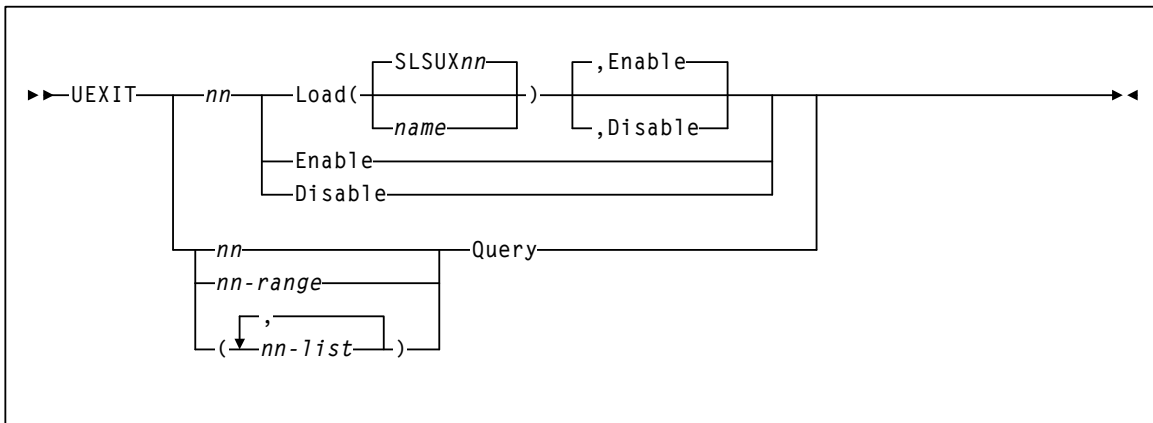 SLSUXnn ,Enable
UEXIT nn Load( )
name ,Disable
Enable
Disable
nn Query
nn-range
,
( nn-list )